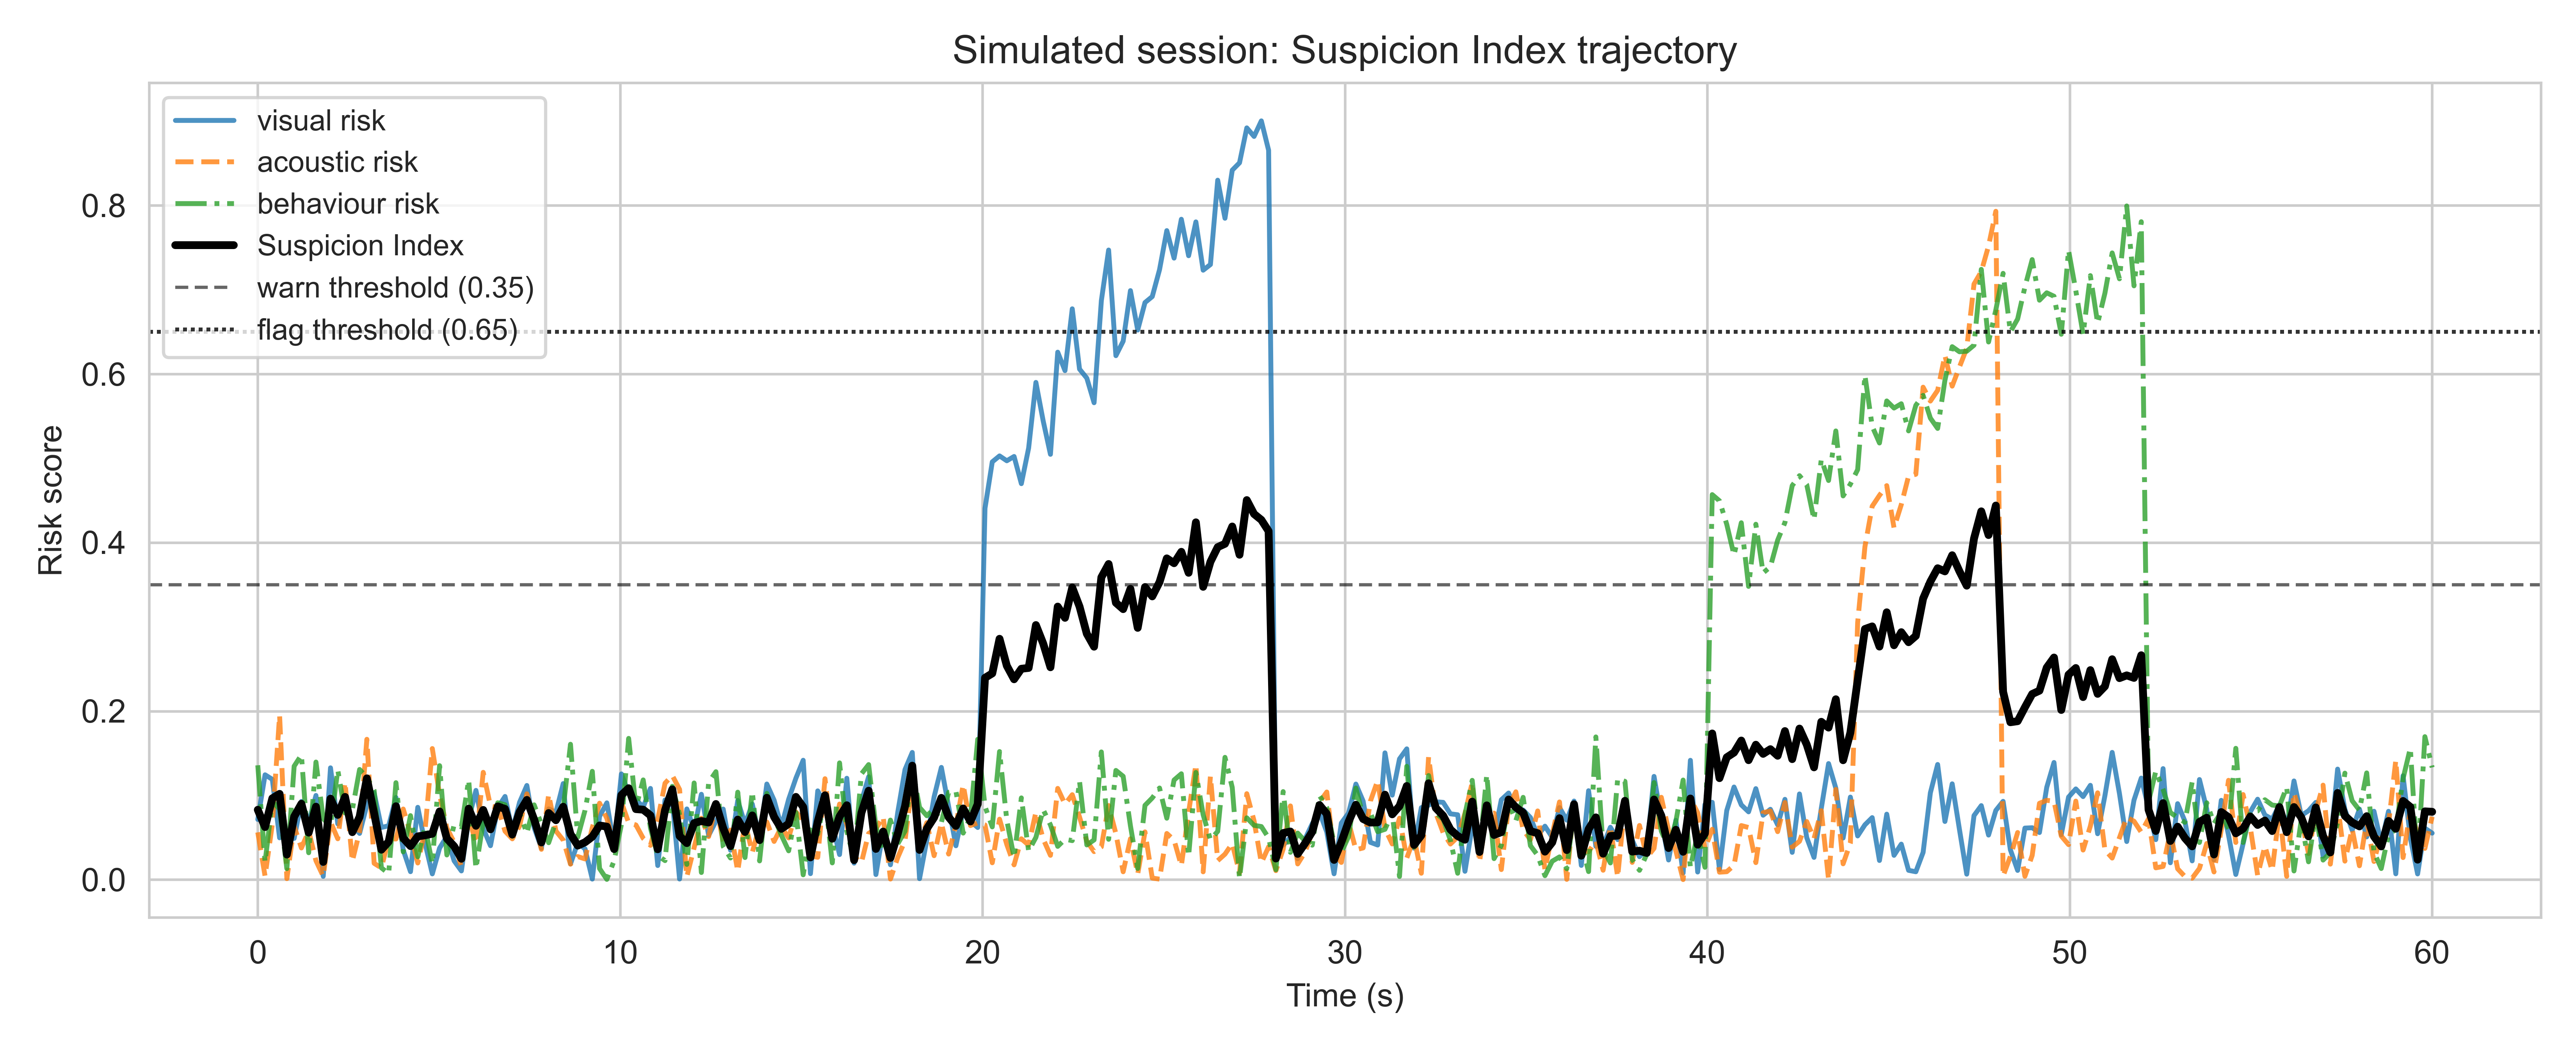 Simulated session: Suspicion Index trajectory
visual risk
acoustic risk
behaviour risk
Suspicion Index
warn threshold (0.35)
flag threshold (0.65)
Risk score
0.8
0.6
0.4
0.2
0.0
0 10 20 30 40 50 60
Time (s)